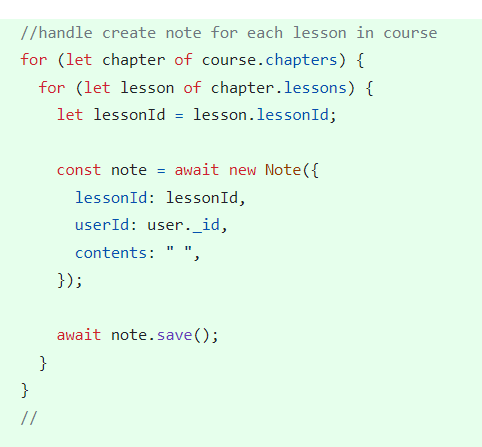 //handle create note for each lesson in course
for (let chapter of course.chapters) {
for (let lesson of chapter.lessons) {
let lessonId = lesson.lessonId;
const note = await new Note({
lessonId: lessonId,
userId: user._id,
contents: " ",
});
await note.save();
}
}
//